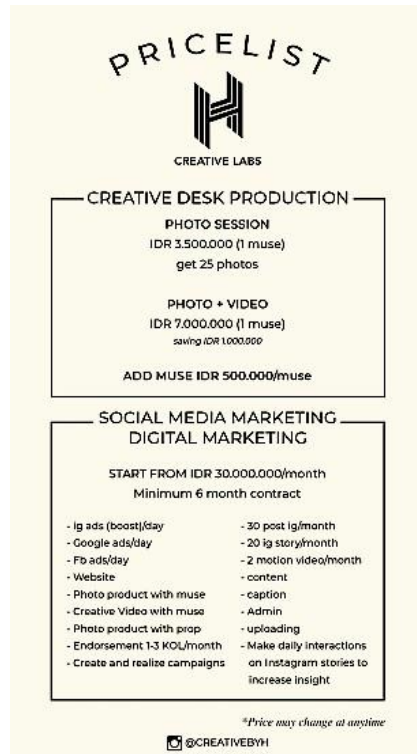 PRICELIST
H
CREATIVE LABS
CREATIVE DESK PRODUCTION
PHOTO SESSION
IDR 3.500.000 (1 muse)
get 25 photos
PHOTO + VIDEO
IDR 7.000.000 (1 muse)
saving IDR 1.000.000
ADD MUSE IDR 500.000/muse
SOCIAL MEDIA MARKETING
DIGITAL MARKETING
START FROM IDR 30.000.000/month
Minimum 6 month contract
- Ig ads (boost)/day
- Google ads/day
- Fb ads/day
- Website
- Photo product with muse
- Creative Video with muse
- Photo product with prop
- Endorsement 1-3 KOL/month
- Create and realize campaigns
- 30 post ig/month
- 20 ig story/month
- 2 motion video/month
- content
- caption
- Admin
- uploading
- Make daily interactions
on Instagram stories to
increase insight
*Price may change at anytime
@CREATIVEBYH